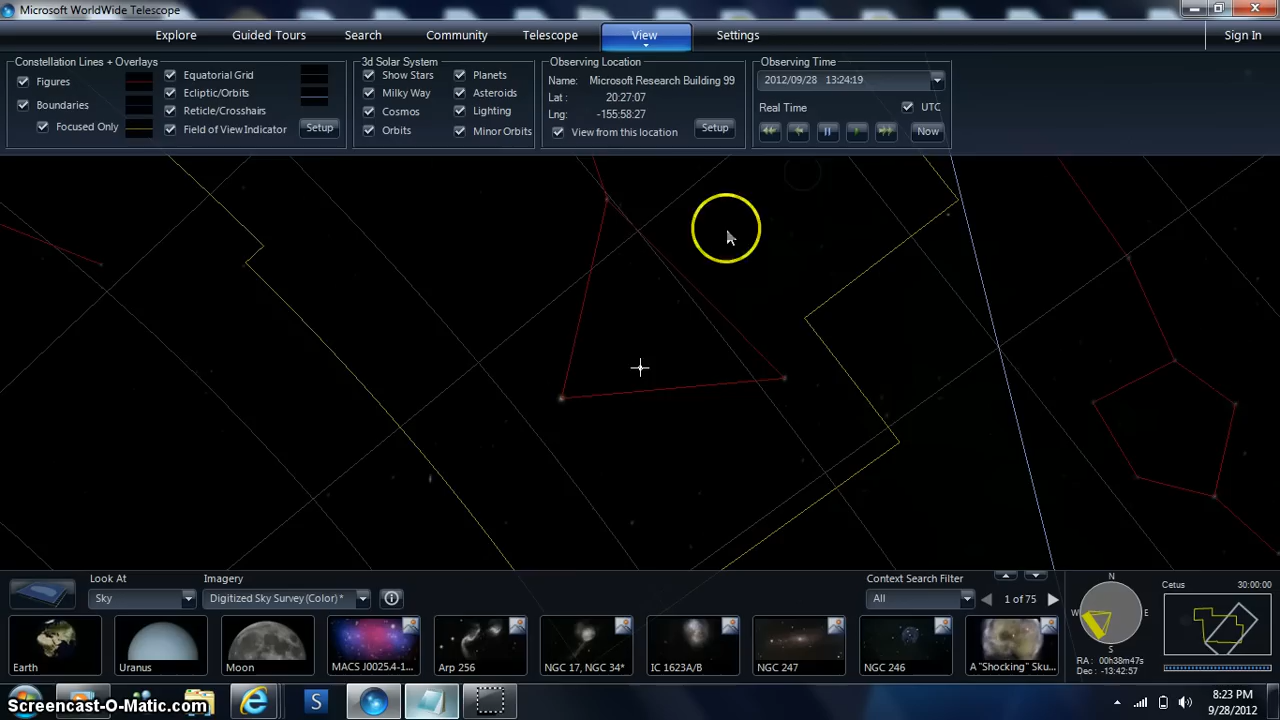 Microsoft WorldWide Telescope
Explore Guided Tours Search Community Telescope View Settings Sign In
Constellation Lines + Overlays 3d Solar System Observing Location Observing Time
Figures Equatorial Grid Show Stars Planets Name: Microsoft Research Building 99 2012/09/28 13:24:19
Boundaries Ecliptic/Orbits Milky Way Asteroids Lat : 20:27:07 Real Time UTC
Focused Only Reticle/Crosshairs Cosmos Lighting Lng: -155:58:27
Field of View Indicator Setup Orbits Minor Orbits View from this location Setup Now
Look At Imagery Context Search Filter N Cetus 30:00:00
Sky Digitized Sky Survey (Color) * All 1 of 75 W E
S
Earth Uranus Moon MACS J0025.4-1... Arp 256 NGC 17, NGC 34* IC 1623A/B NGC 247 NGC 246 A "Shocking" Sku...
RA : 00h38m47s
Dec : -13:42:57
Screencast-O-Matic.com S 8:23 PM
9/28/2012